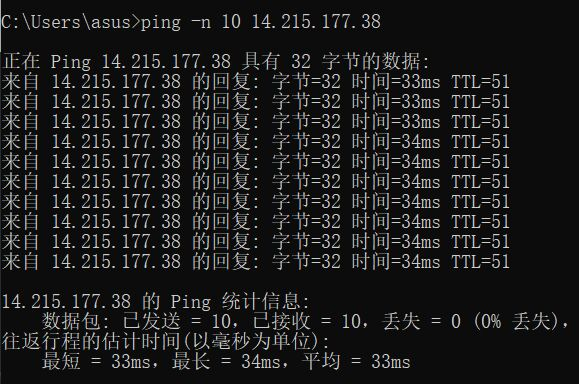 C:\Users\asus>ping -n 10 14.215.177.38
正在 Ping 14.215.177.38 具有 32 字节的数据:
来自 14.215.177.38 的回复: 字节=32 时间=33ms TTL=51
来自 14.215.177.38 的回复: 字节=32 时间=33ms TTL=51
来自 14.215.177.38 的回复: 字节=32 时间=33ms TTL=51
来自 14.215.177.38 的回复: 字节=32 时间=34ms TTL=51
来自 14.215.177.38 的回复: 字节=32 时间=34ms TTL=51
来自 14.215.177.38 的回复: 字节=32 时间=34ms TTL=51
来自 14.215.177.38 的回复: 字节=32 时间=34ms TTL=51
来自 14.215.177.38 的回复: 字节=32 时间=34ms TTL=51
来自 14.215.177.38 的回复: 字节=32 时间=34ms TTL=51
来自 14.215.177.38 的回复: 字节=32 时间=34ms TTL=51
14.215.177.38 的 Ping 统计信息:
数据包: 已发送 = 10，已接收 = 10，丢失 = 0 (0% 丢失)，
往返行程的估计时间(以毫秒为单位):
最短 = 33ms，最长 = 34ms，平均 = 33ms